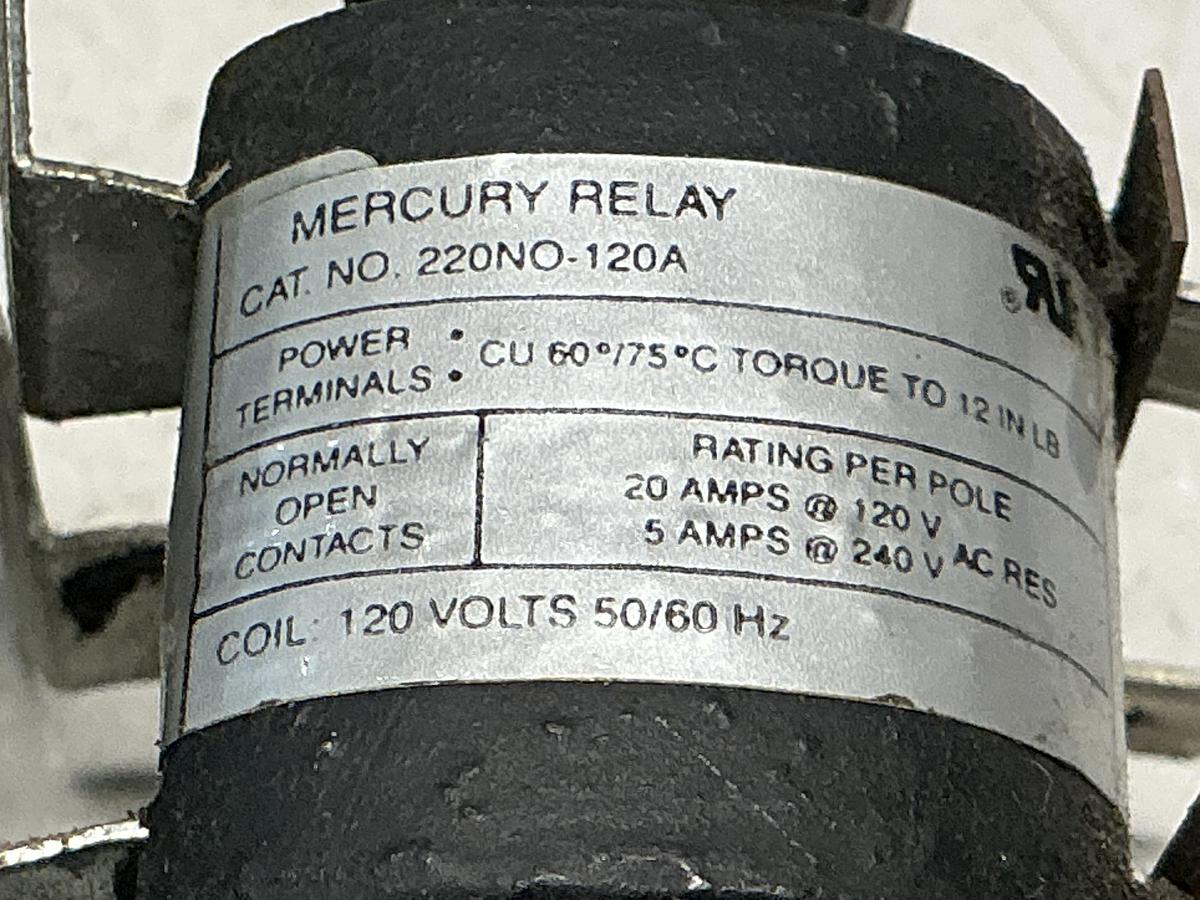 MERCURY RELAY
CAT. NO. 220NO-120A
RU®
POWER TERMINALS : CU 60°/75°C TORQUE TO 12 IN LB
NORMALLY
OPEN
CONTACTS
RATING PER POLE
20 AMPS @ 120 V
5 AMPS @ 240 V AC RES
COIL: 120 VOLTS 50/60 Hz